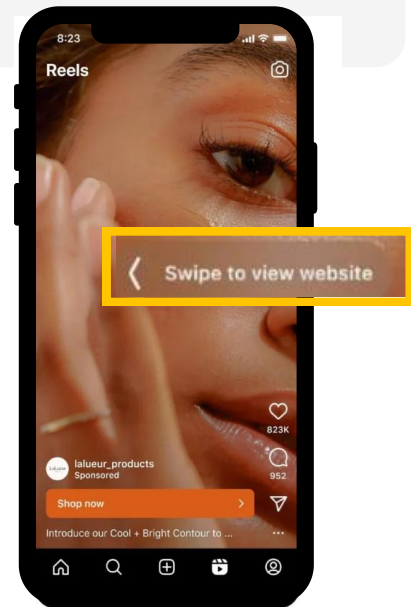 8:23
Reels
Swipe to view website
823K
lalueur_products
Sponsored
952
Shop now
Introduce our Cool + Bright Contour to ...